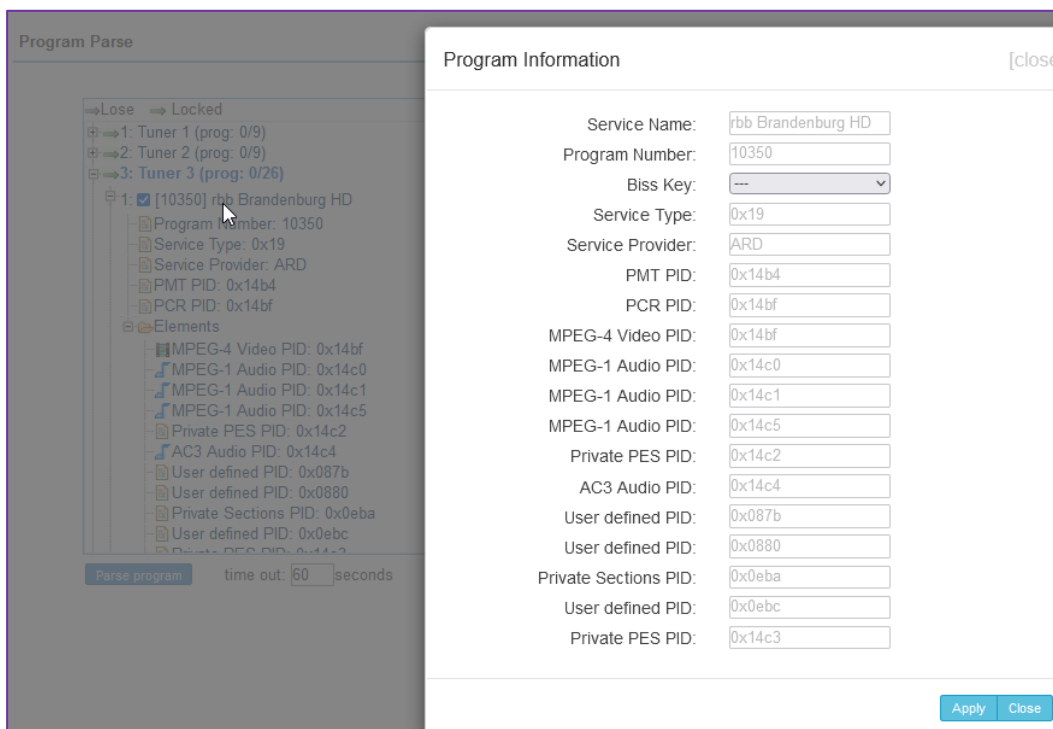 Program Parse
Lose Locked
1: Tuner 1 (prog: 0/9)
2: Tuner 2 (prog: 0/9)
3: Tuner 3 (prog: 0/26)
1: [10350] rbb Brandenburg HD
Program Number: 10350
Service Type: 0x19
Service Provider: ARD
PMT PID: 0x14b4
PCR PID: 0x14bf
Elements
MPEG-4 Video PID: 0x14bf
MPEG-1 Audio PID: 0x14c0
MPEG-1 Audio PID: 0x14c1
MPEG-1 Audio PID: 0x14c5
Private PES PID: 0x14c2
AC3 Audio PID: 0x14c4
User defined PID: 0x087b
User defined PID: 0x0880
Private Sections PID: 0x0eba
User defined PID: 0x0ebc
Private PES PID: 0x14c3
Parse program time out: 60 seconds
Program Information [close
Service Name: rbb Brandenburg HD
Program Number: 10350
Biss Key: ---
Service Type: 0x19
Service Provider: ARD
PMT PID: 0x14b4
PCR PID: 0x14bf
MPEG-4 Video PID: 0x14bf
MPEG-1 Audio PID: 0x14c0
MPEG-1 Audio PID: 0x14c1
MPEG-1 Audio PID: 0x14c5
Private PES PID: 0x14c2
AC3 Audio PID: 0x14c4
User defined PID: 0x087b
User defined PID: 0x0880
Private Sections PID: 0x0eba
User defined PID: 0x0ebc
Private PES PID: 0x14c3
Apply Close